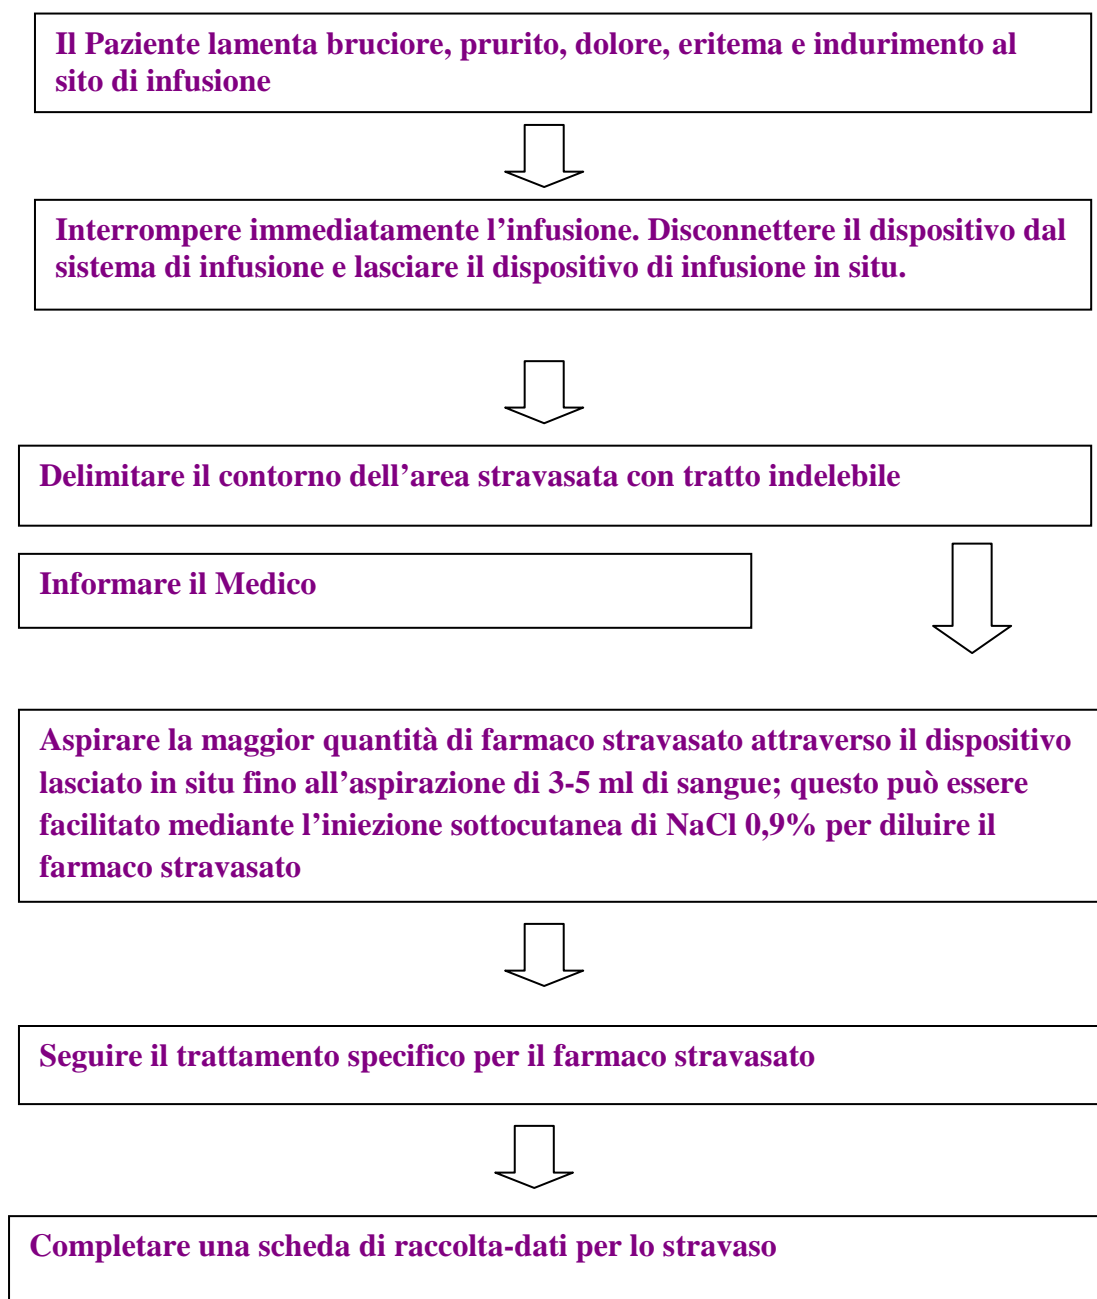 Il Paziente lamenta bruciore, prurito, dolore, eritema e indurimento al
sito di infusione
Interrompere immediatamente l’infusione. Disconnettere il dispositivo dal
sistema di infusione e lasciare il dispositivo di infusione in situ.
Delimitare il contorno dell’area stravasata con tratto indelebile
Informare il Medico
Aspirare la maggior quantità di farmaco stravasato attraverso il dispositivo
lasciato in situ fino all’aspirazione di 3-5 ml di sangue; questo può essere
facilitato mediante l’iniezione sottocutanea di NaCl 0,9% per diluire il
farmaco stravasato
Seguire il trattamento specifico per il farmaco stravasato
Completare una scheda di raccolta-dati per lo stravaso